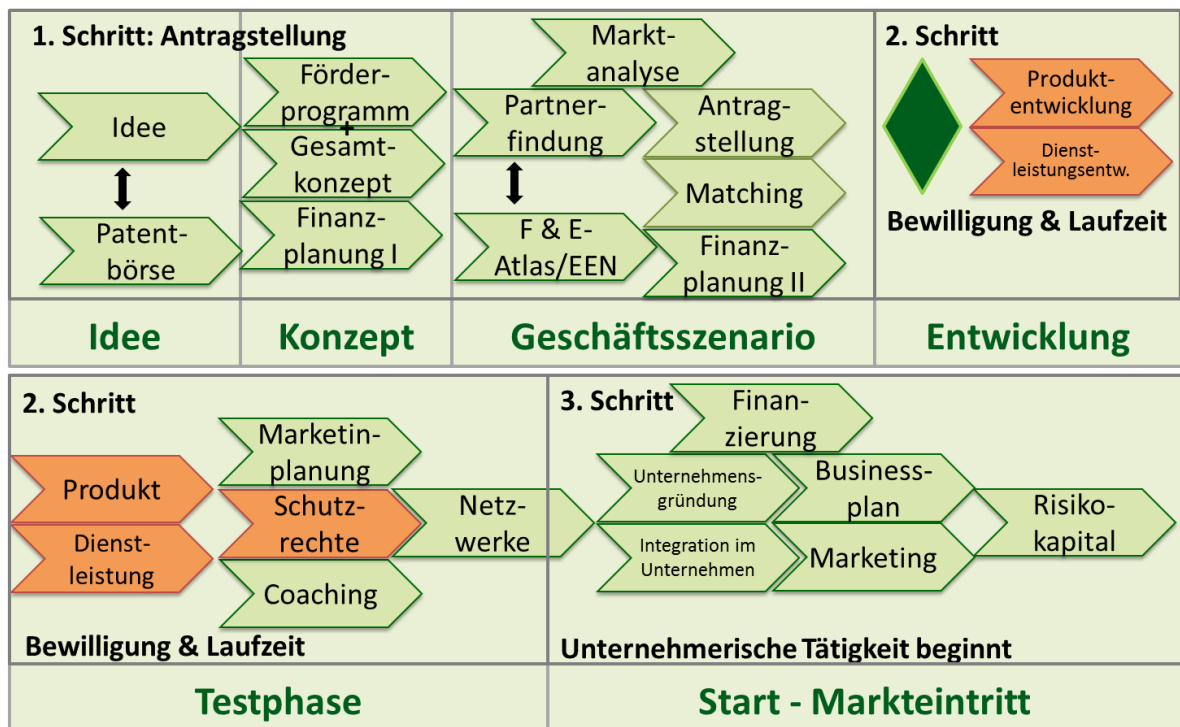 1. Schritt: Antragstellung
Idee
Patent-
börse
Förder-
programm
+
Gesamt-
konzept
Finanz-
planung I
Markt-
analyse
Partner-
findung
F & E-
Atlas/EEN
Antrag-
stellung
Matching
Finanz-
planung II
2. Schritt
Produkt-
entwicklung
Dienst-
leistungsentw.
Bewilligung & Laufzeit
Idee
Konzept
Geschäftsszenario
Entwicklung
2. Schritt
Produkt
Dienst-
leistung
Marketin-
planung
Schutz-
rechte
Coaching
Netz-
werke
Bewilligung & Laufzeit
3. Schritt
Finan-
zierung
Unternehmens-
gründung
Integration im
Unternehmen
Business-
plan
Marketing
Risiko-
kapital
Unternehmerische Tätigkeit beginnt
Testphase
Start - Markteintritt